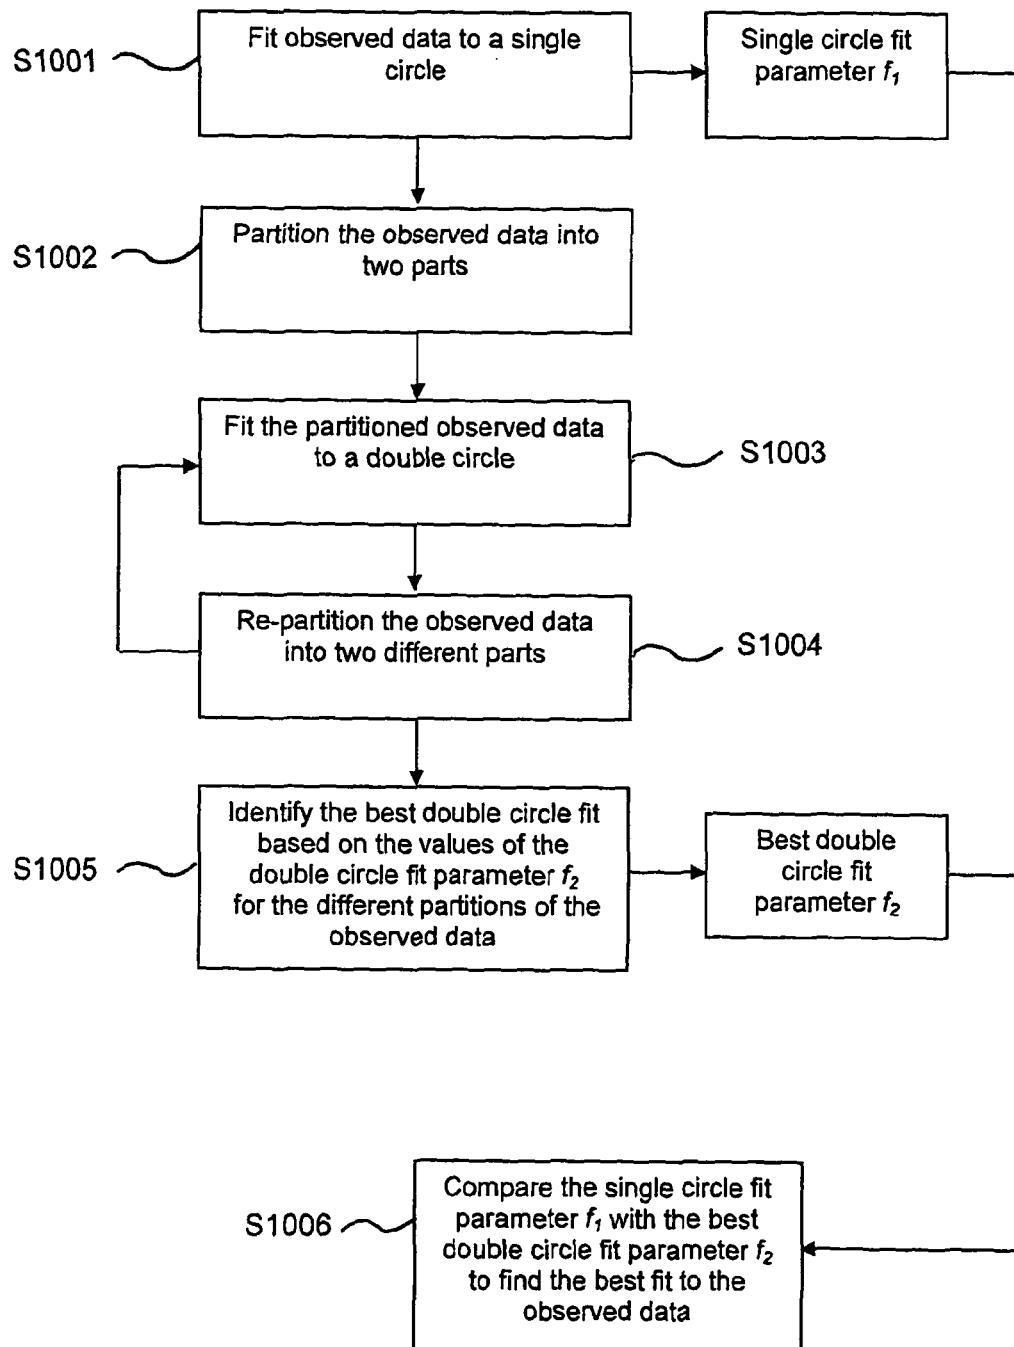 S1001
Fit observed data to a single
circle
Single circle fit
parameter f1
S1002
Partition the observed data into
two parts
Fit the partitioned observed data
to a double circle
S1003
Re-partition the observed data
into two different parts
S1004
S1005
Identify the best double circle fit
based on the values of the
double circle fit parameter f2
for the different partitions of the
observed data
Best double
circle fit
parameter f2
S1006
Compare the single circle fit
parameter f1 with the best
double circle fit parameter f2
to find the best fit to the
observed data